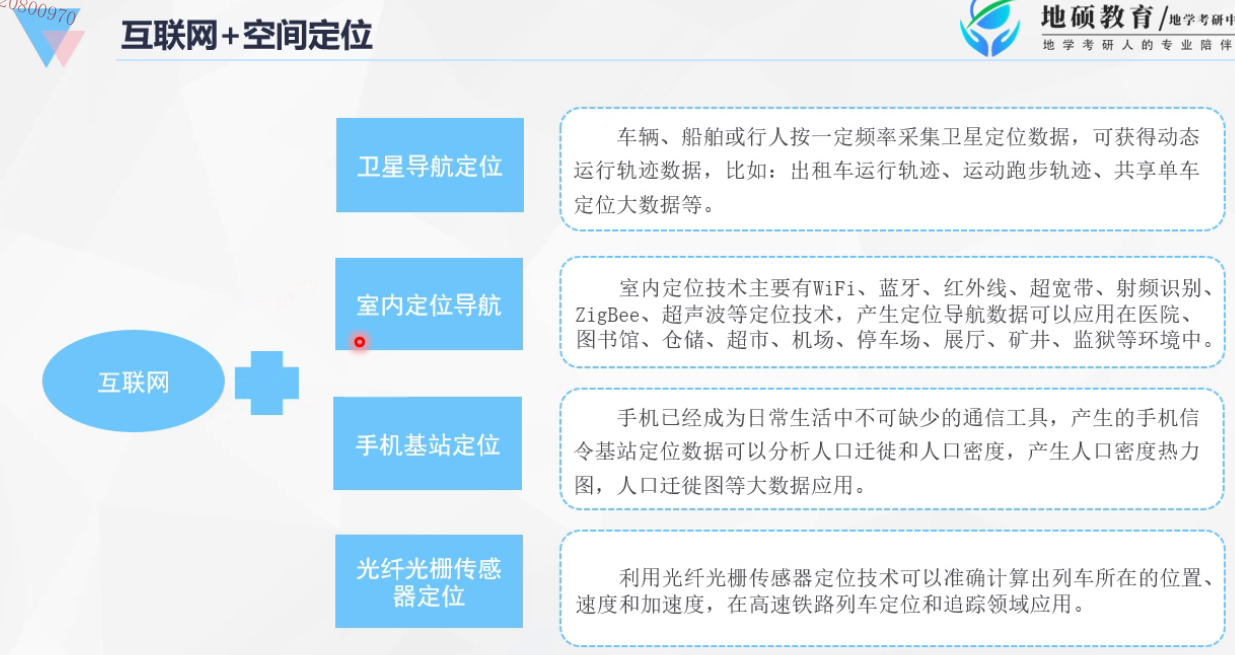 互联网+空间定位
地硕教育/地学考研中
地学考研人的专业陪伴
卫星导航定位
车辆、船舶或行人按一定频率采集卫星定位数据，可获得动态
运行轨迹数据，比如：出租车运行轨迹、运动跑步轨迹、共享单车
定位大数据等。
室内定位导航
室内定位技术主要有WiFi、蓝牙、红外线、超宽带、射频识别、
ZigBee、超声波等定位技术，产生定位导航数据可以应用在医院、
图书馆、仓储、超市、机场、停车场、展厅、矿井、监狱等环境中。
互联网
手机基站定位
手机已经成为日常生活中不可缺少的通信工具，产生的手机信
令基站定位数据可以分析人口迁徙和人口密度，产生人口密度热力
图，人口迁徙图等大数据应用。
光纤光栅传感
器定位
利用光纤光栅传感器定位技术可以准确计算出列车所在的位置、
速度和加速度，在高速铁路列车定位和追踪领域应用。